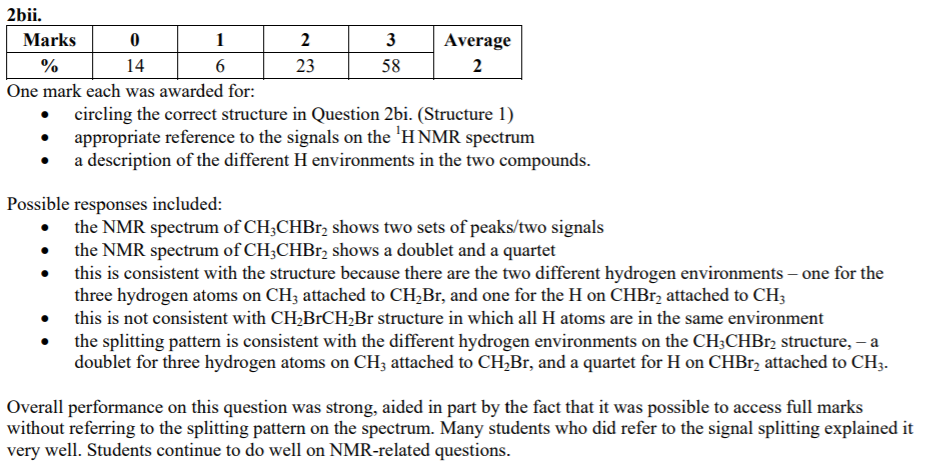 2bii.
Marks 0 1 2 3 Average
% 14 6 23 58 2
One mark each was awarded for:
• circling the correct structure in Question 2bi. (Structure 1)
• appropriate reference to the signals on the ¹H NMR spectrum
• a description of the different H environments in the two compounds.
Possible responses included:
• the NMR spectrum of CH₃CHBr₂ shows two sets of peaks/two signals
• the NMR spectrum of CH₃CHBr₂ shows a doublet and a quartet
• this is consistent with the structure because there are the two different hydrogen environments – one for the
three hydrogen atoms on CH₃ attached to CH₂Br, and one for the H on CHBr₂ attached to CH₃
• this is not consistent with CH₂BrCH₂Br structure in which all H atoms are in the same environment
• the splitting pattern is consistent with the different hydrogen environments on the CH₃CHBr₂ structure, – a
doublet for three hydrogen atoms on CH₃ attached to CH₂Br, and a quartet for H on CHBr₂ attached to CH₃.
Overall performance on this question was strong, aided in part by the fact that it was possible to access full marks
without referring to the splitting pattern on the spectrum. Many students who did refer to the signal splitting explained it
very well. Students continue to do well on NMR-related questions.